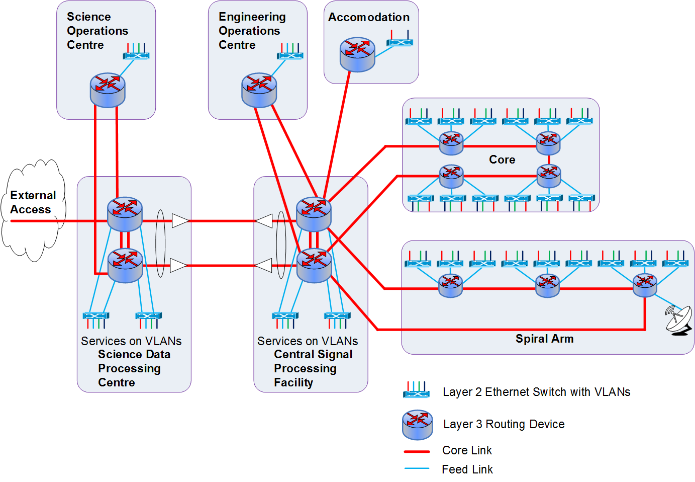 Science
Operations
Centre
Engineering
Operations
Centre
Accomodation
Core
External
Access
Spiral Arm
Services on VLANs
Science Data
Processing
Centre
Services on VLANs
Central Signal
Processing
Facility
Layer 2 Ethernet Switch with VLANs
Layer 3 Routing Device
Core Link
Feed Link